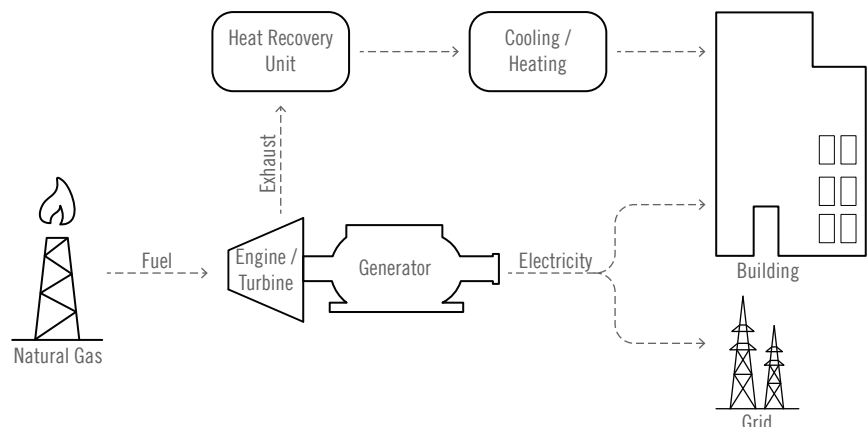 Heat Recovery
Unit
Cooling /
Heating
Exhaust
Fuel
Engine /
Turbine
Generator
Electricity
Building
Natural Gas
Grid